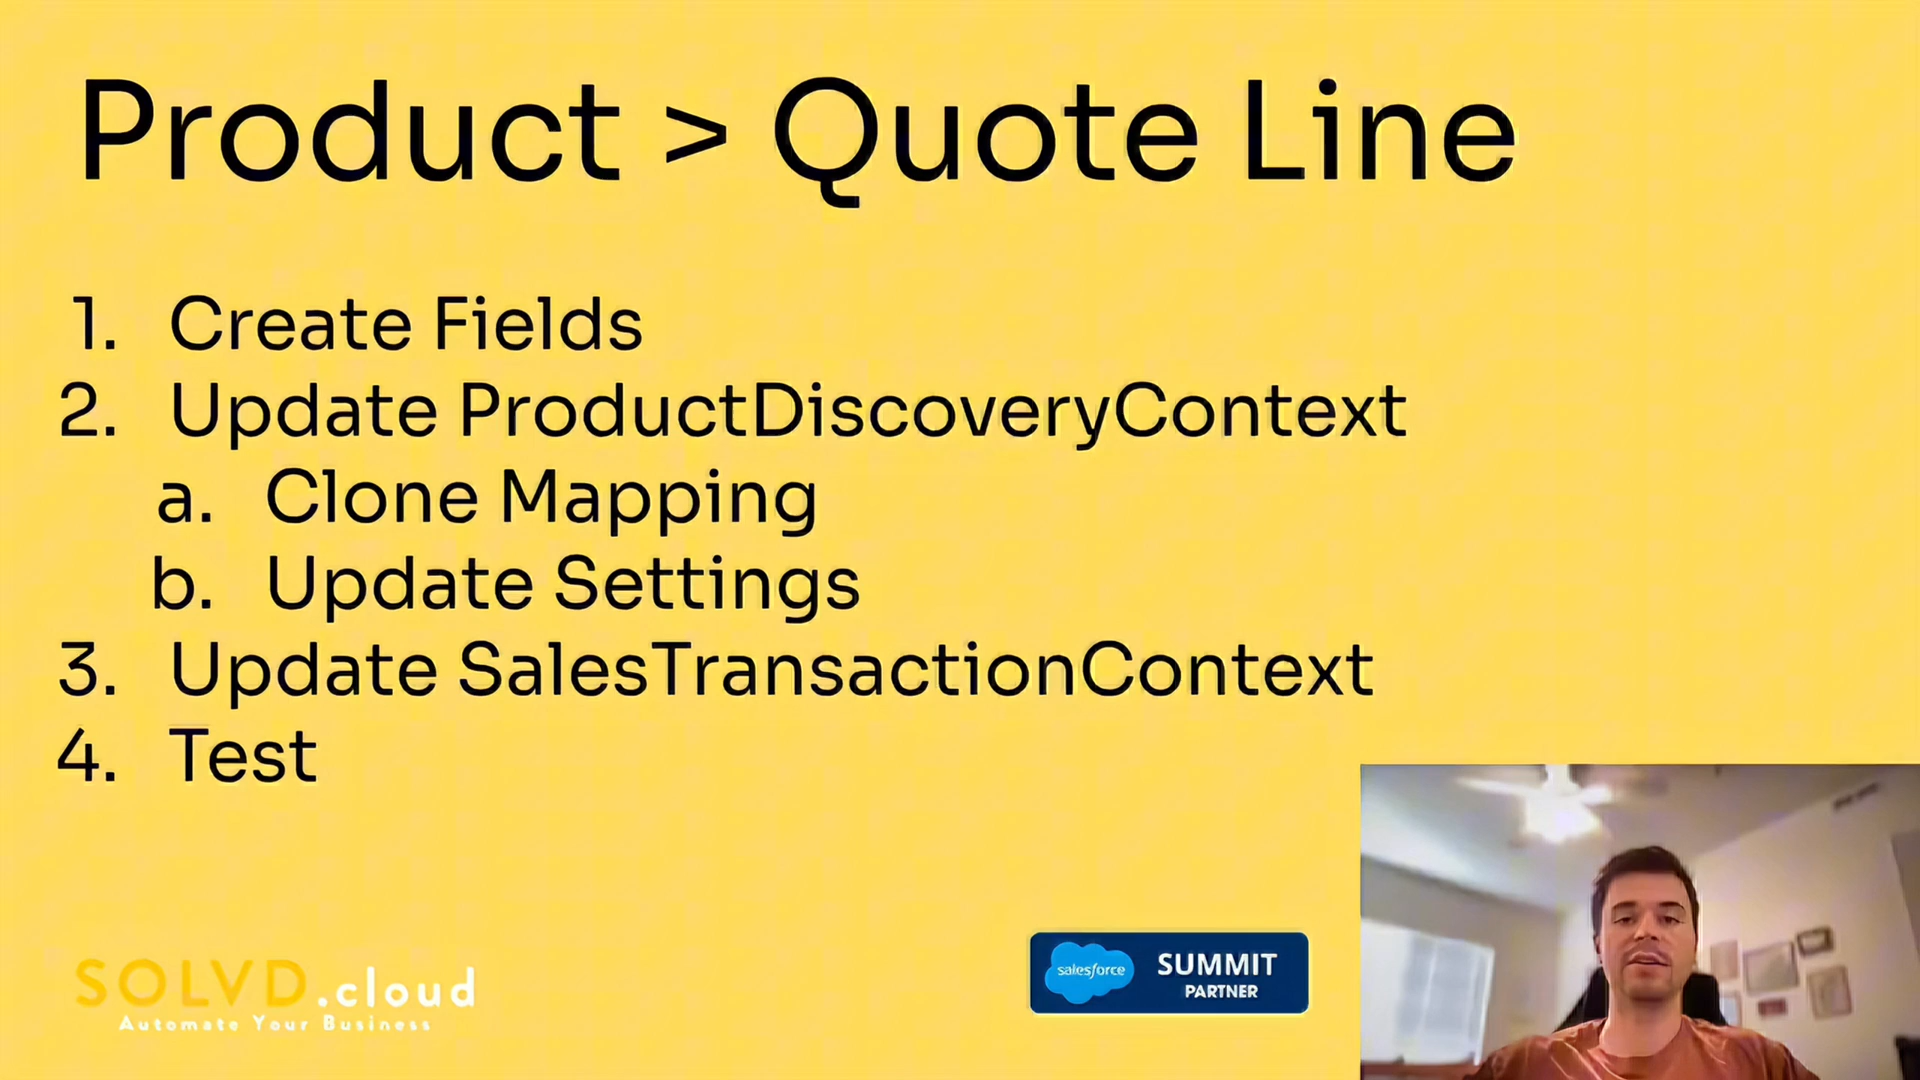 Product > Quote Line
1. Create Fields
2. Update ProductDiscoveryContext
a. Clone Mapping
b. Update Settings
3. Update SalesTransactionContext
4. Test
SOLVD.cloud
Automate Your Business
salesforce
SUMMIT
PARTNER